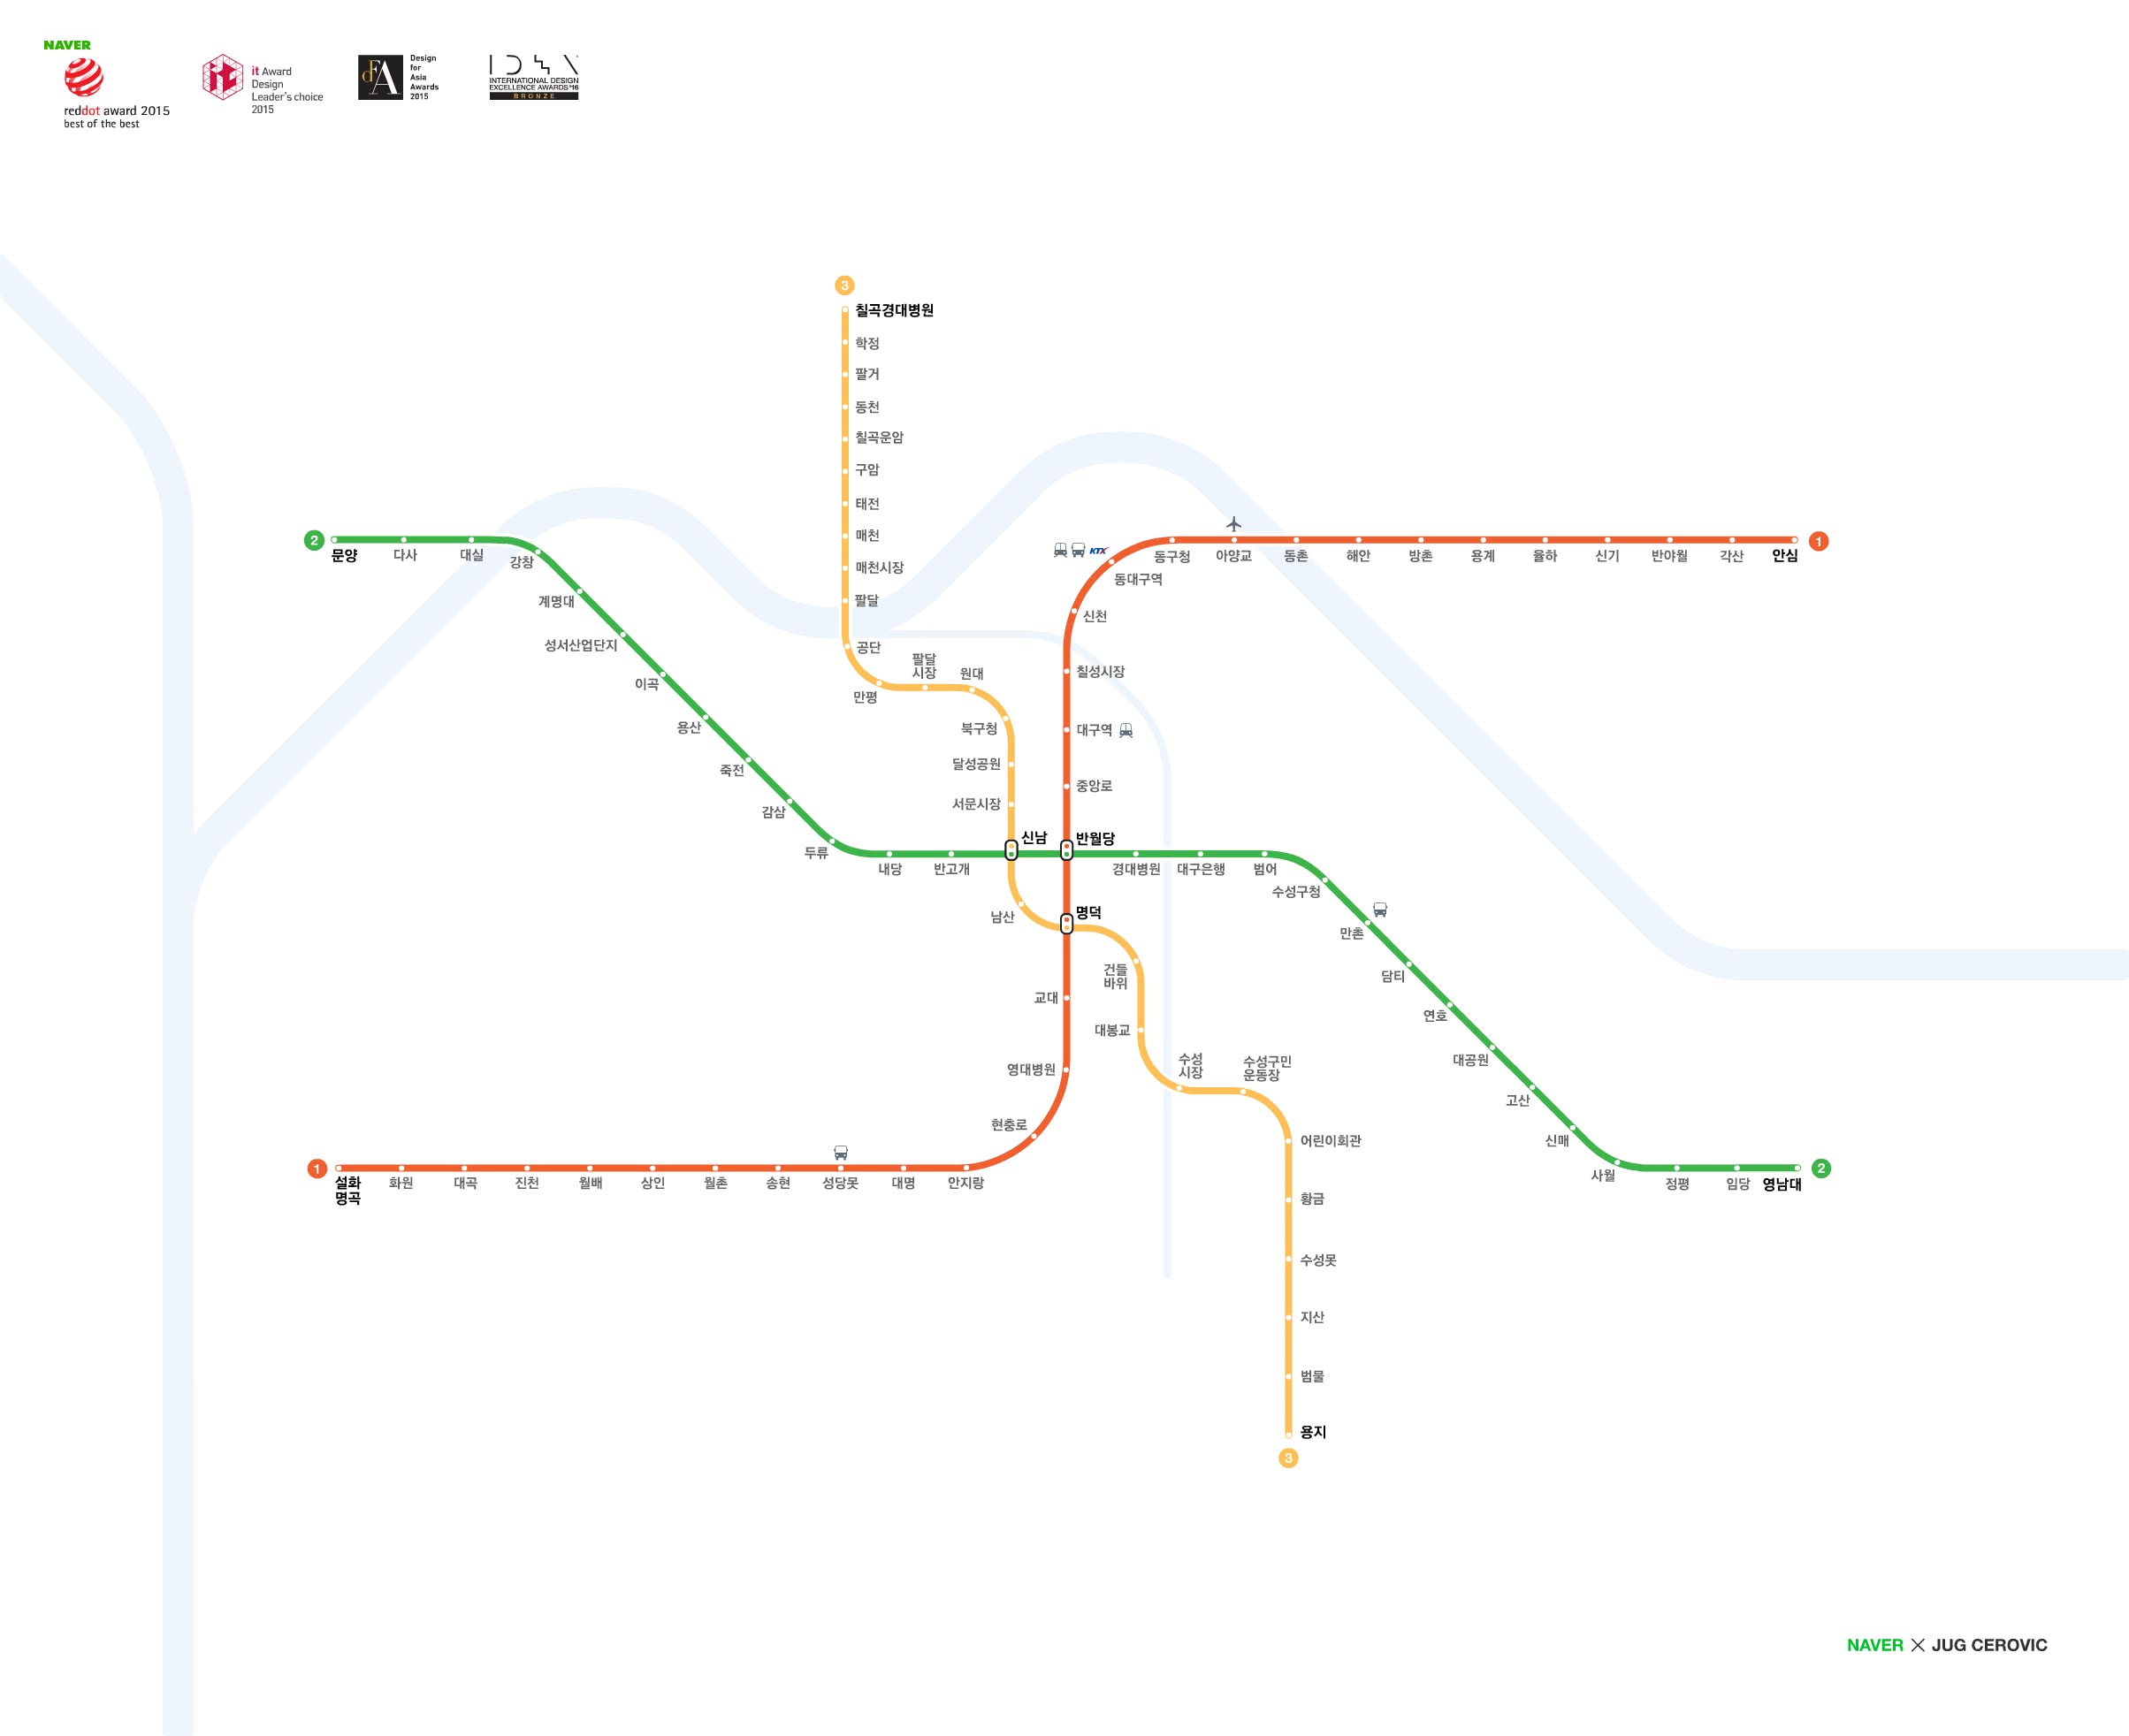 NAVER
reddot award 2015
best of the best
it Award
Design
Leader's choice
2015
dFA
Design
for
Asia
Awards
2015
INTERNATIONAL DESIGN
EXCELLENCE AWARDS'16
BRONZE
3
칠곡경대병원
학정
팔거
동천
칠곡운암
구암
태전
매천
매천시장
팔달
공단
만평
팔달
시장
원대
북구청
달성공원
서문시장
신남
남산
명덕
건들
바위
대봉교
수성
시장
수성구민
운동장
어린이회관
황금
수성못
지산
범물
용지
3
2
문양
다사
대실
강창
계명대
성서산업단지
이곡
용산
죽전
감삼
두류
내당
반고개
반월당
경대병원
대구은행
범어
수성구청
만촌
담티
연호
대공원
고산
신매
사월
정평
임당
영남대
2
KTX
동대구역
동구청
아양교
동촌
해안
방촌
용계
율하
신기
반야월
각산
안심
1
신천
칠성시장
대구역
중앙로
교대
영대병원
현충로
1
설화
명곡
화원
대곡
진천
월배
상인
월촌
송현
성당못
대명
안지랑
NAVER X JUG CEROVIC